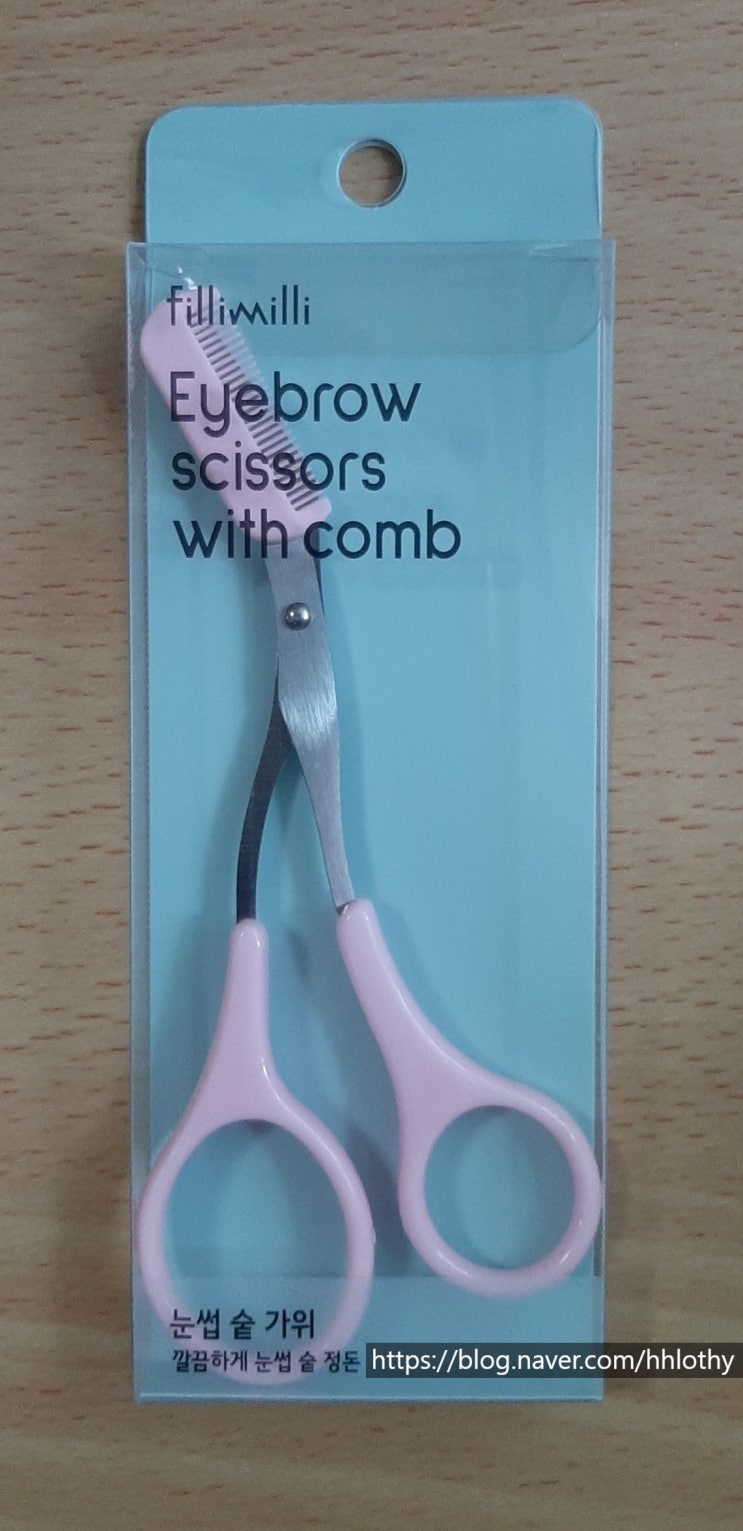 fillimilli
Eyebrow
scissors
with comb
눈썹 숱 가위
깔끔하게 눈썹 숱 정돈
https://blog.naver.com/hhlothy